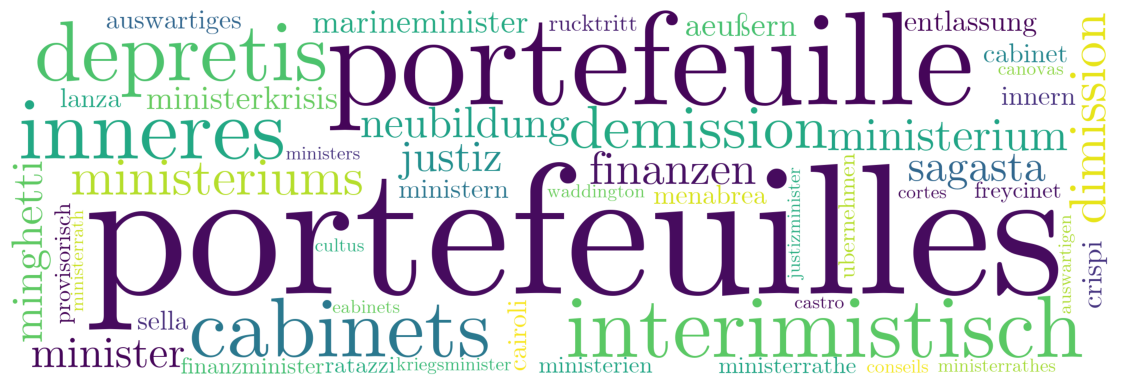 auswartiges
marineminister
rucktritt
aeußern
entlassung
depretis
portefeuille
cabinet
canovas
dimission
lanza
ministerkrisis
innern
inneres
neubildung
demission
ministerium
ministers
justiz
finanzen
sagasta
minghetti
ministeriums
ministern
waddington
menabrea
justizminister
ubernehmen
cortes
freycinet
provisorisch
ministerrath
portefeuilles
cultus
auswartigen
crispi
eabinets
castro
sella
cabinets
cairoli
interimistisch
minister
finanzminister
ratazzi
kriegsminister
ministerien
ministerrathe
conseils
ministerrathes